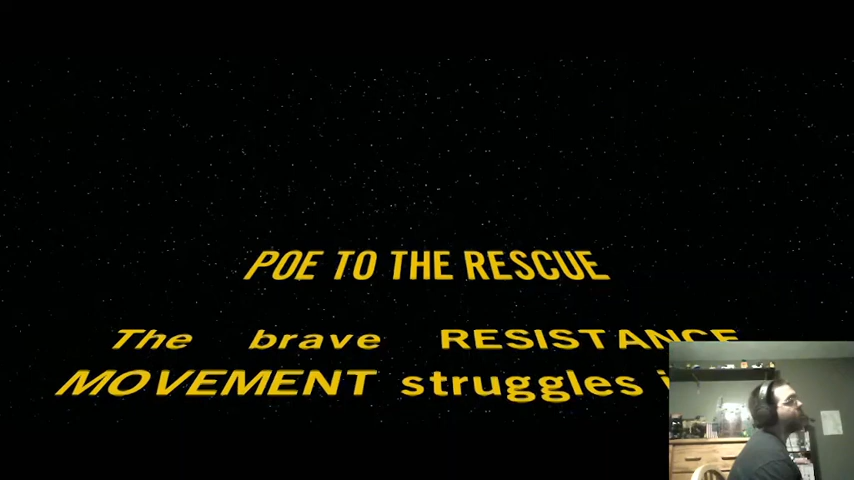 POE TO THE RESCUE
The brave RESISTANCE
MOVEMENT struggles